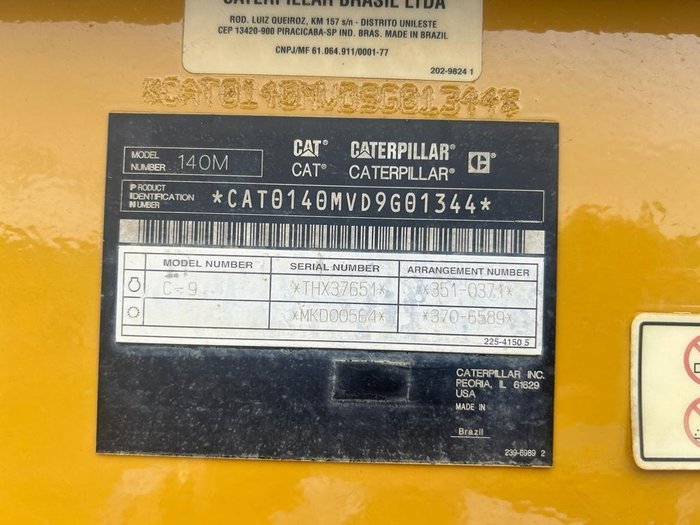 CATERPILLAR BRASIL LTDA
ROD. LUIZ QUEIROZ, KM 157 s/n - DISTRITO UNILESTE
CEP 13420-900 PIRACICABA-SP IND. BRAS. MADE IN BRAZIL
CNPJ/MF 61.064.911/0001-77
202-9824 1
*CAT0140MVD9G01344*
MODEL NUMBER 140M
CAT® CATERPILLAR® C
CAT® CATERPILLAR®
PRODUCT IDENTIFICATION NUMBER *CAT0140MVD9G01344*
MODEL NUMBER SERIAL NUMBER ARRANGEMENT NUMBER
C-9 *THX37651* *351-0371*
*MKD00564* *370-6589*
225-4150 5
CATERPILLAR INC.
PEORIA, IL 61629
USA
MADE IN
Brazil
239-6989 2